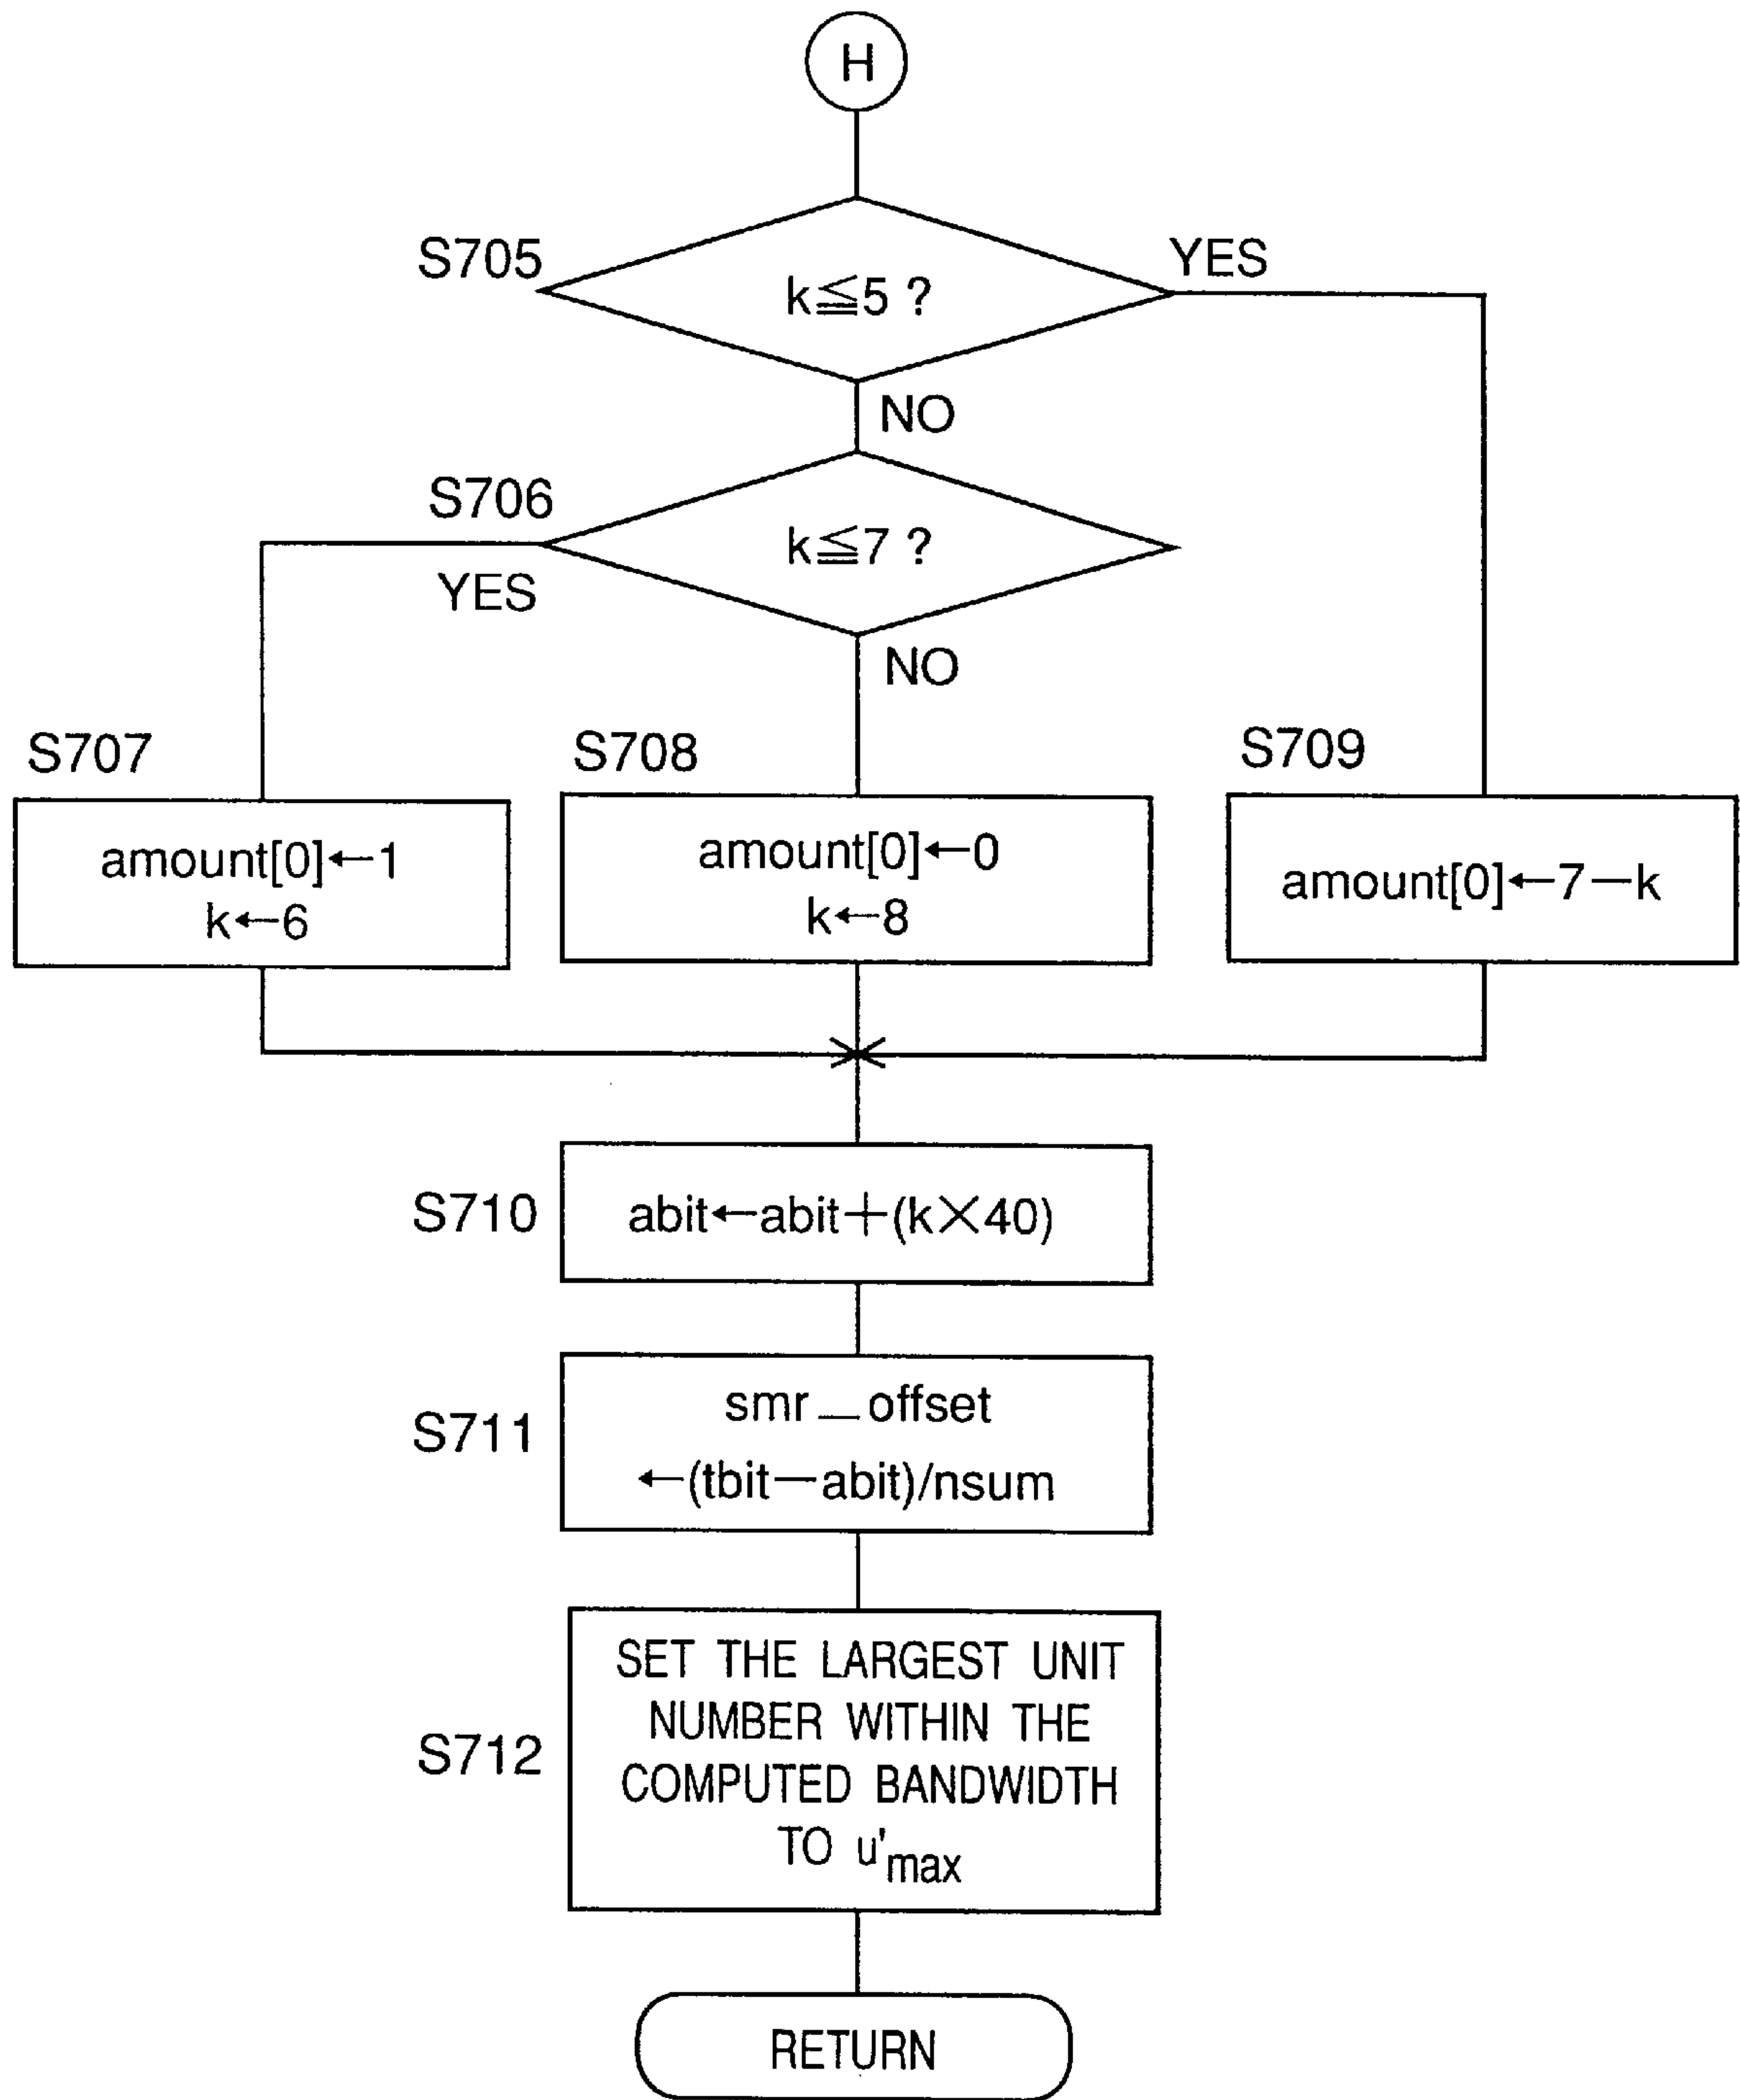 H
S705
k≦5 ?
YES
NO
S706
k≦7 ?
YES
NO
S707
amount[0]←1
k←6
S708
amount[0]←0
k←8
S709
amount[0]←7—k
S710
abit←abit+(k×40)
S711
smr_offset
←(tbit—abit)/nsum
S712
SET THE LARGEST UNIT
NUMBER WITHIN THE
COMPUTED BANDWIDTH
TO u'max
RETURN